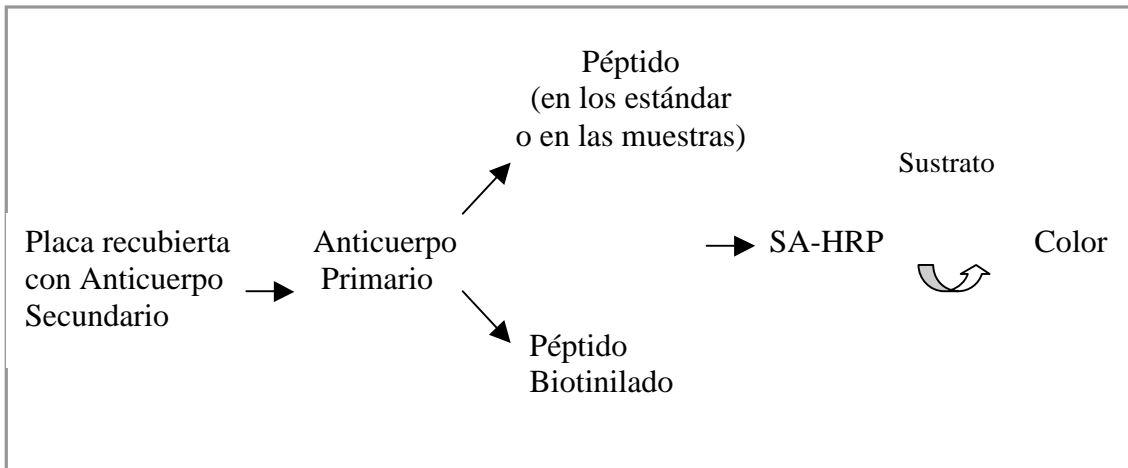 Péptido
(en los estándar
o en las muestras)
Sustrato
Placa recubierta
con Anticuerpo
Secundario
Anticuerpo
Primario
SA-HRP
Color
Péptido
Biotinilado